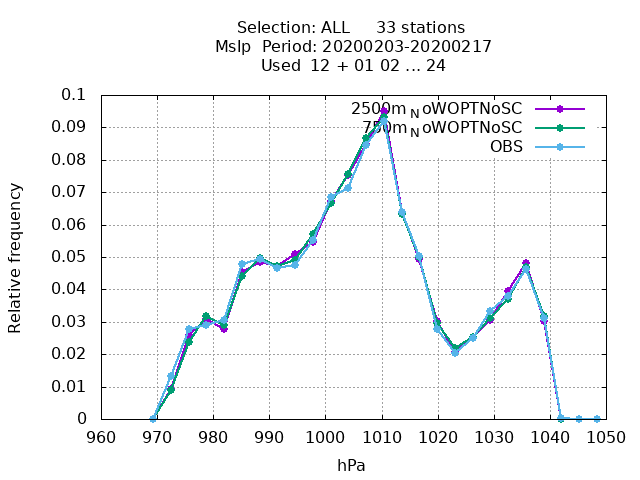 Selection: ALL     33 stations
Mslp  Period: 20200203-20200217
Used  12 + 01 02 ... 24
2500m_NoWOPTNoSC
750m_NoWOPTNoSC
OBS
0.1
0.09
0.08
0.07
0.06
0.05
0.04
0.03
0.02
0.01
0
Relative frequency
960 970 980 990 1000 1010 1020 1030 1040 1050
hPa